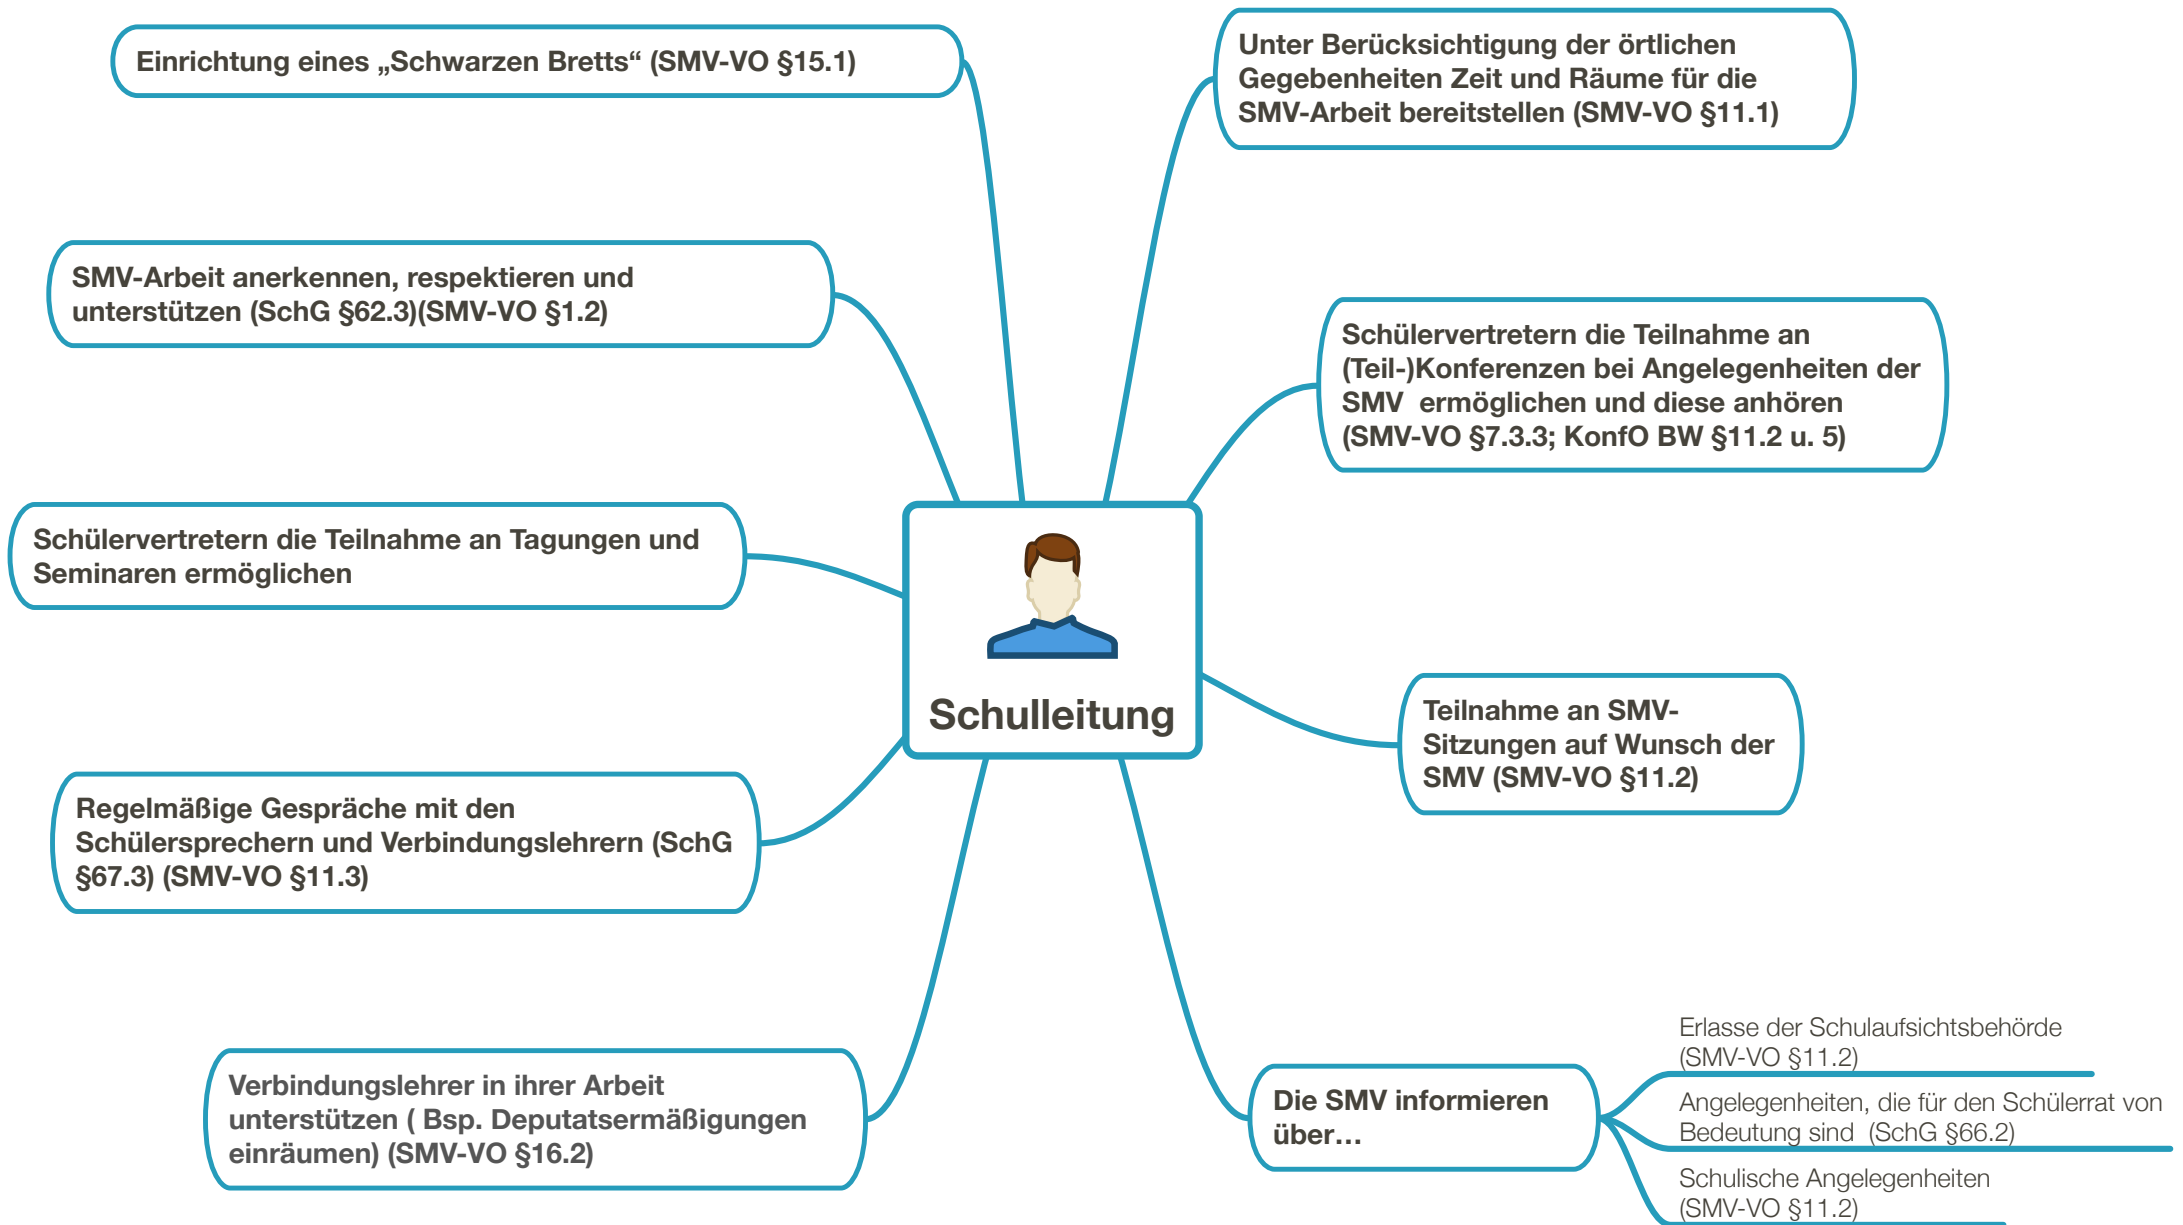 Einrichtung eines „Schwarzen Bretts“ (SMV-VO §15.1)
Unter Berücksichtigung der örtlichen
Gegebenheiten Zeit und Räume für die
SMV-Arbeit bereitstellen (SMV-VO §11.1)
SMV-Arbeit anerkennen, respektieren und
unterstützen (SchG §62.3)(SMV-VO §1.2)
Schülervertretern die Teilnahme an
(Teil-)Konferenzen bei Angelegenheiten der
SMV  ermöglichen und diese anhören
(SMV-VO §7.3.3; KonfO BW §11.2 u. 5)
Schülervertretern die Teilnahme an Tagungen und
Seminaren ermöglichen
Schulleitung
Teilnahme an SMV-
Sitzungen auf Wunsch der
SMV (SMV-VO §11.2)
Regelmäßige Gespräche mit den
Schülersprechern und Verbindungslehrern (SchG
§67.3) (SMV-VO §11.3)
Verbindungslehrer in ihrer Arbeit
unterstützen ( Bsp. Deputatsermäßigungen
einräumen) (SMV-VO §16.2)
Die SMV informieren
über…
Erlasse der Schulaufsichtsbehörde
(SMV-VO §11.2)
Angelegenheiten, die für den Schülerrat von
Bedeutung sind  (SchG §66.2)
Schulische Angelegenheiten
(SMV-VO §11.2)